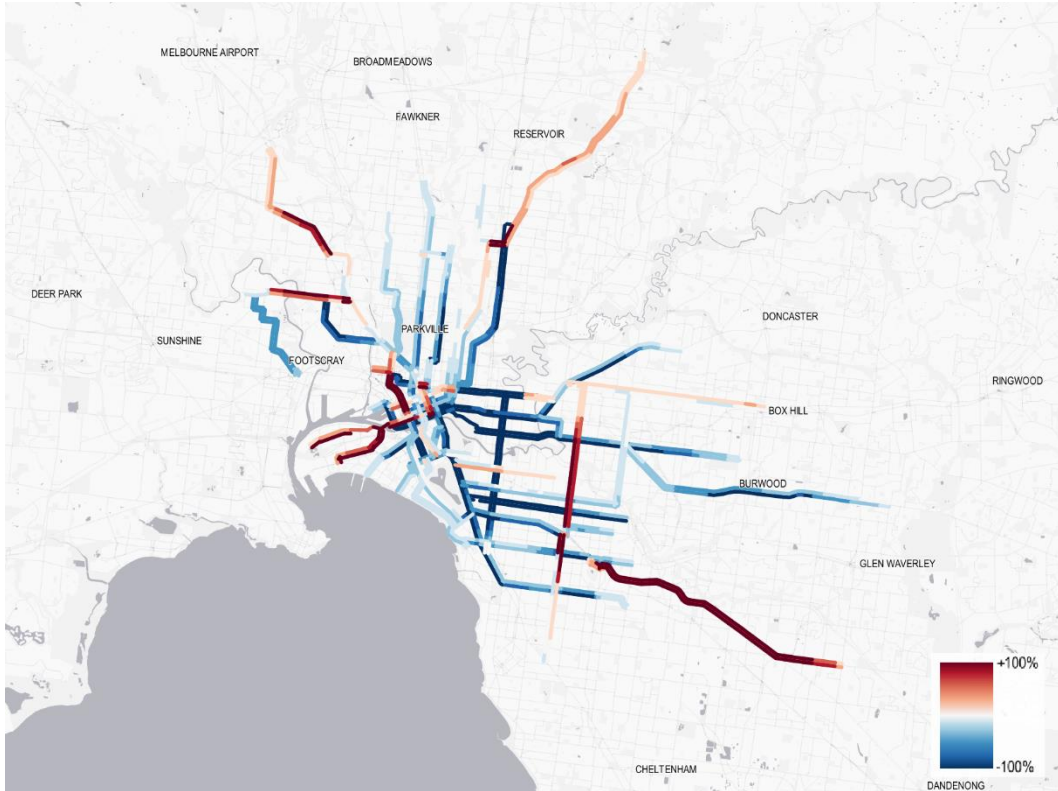 MELBOURNE AIRPORT
BROADMEADOWS
FAWKNER
RESERVOIR
DEER PARK
SUNSHINE
FOOTSCRAY
PARKVILLE
DONCASTER
RINGWOOD
BOX HILL
BURWOOD
GLEN WAVERLEY
+100%
-100%
CHELTENHAM
DANDENONG